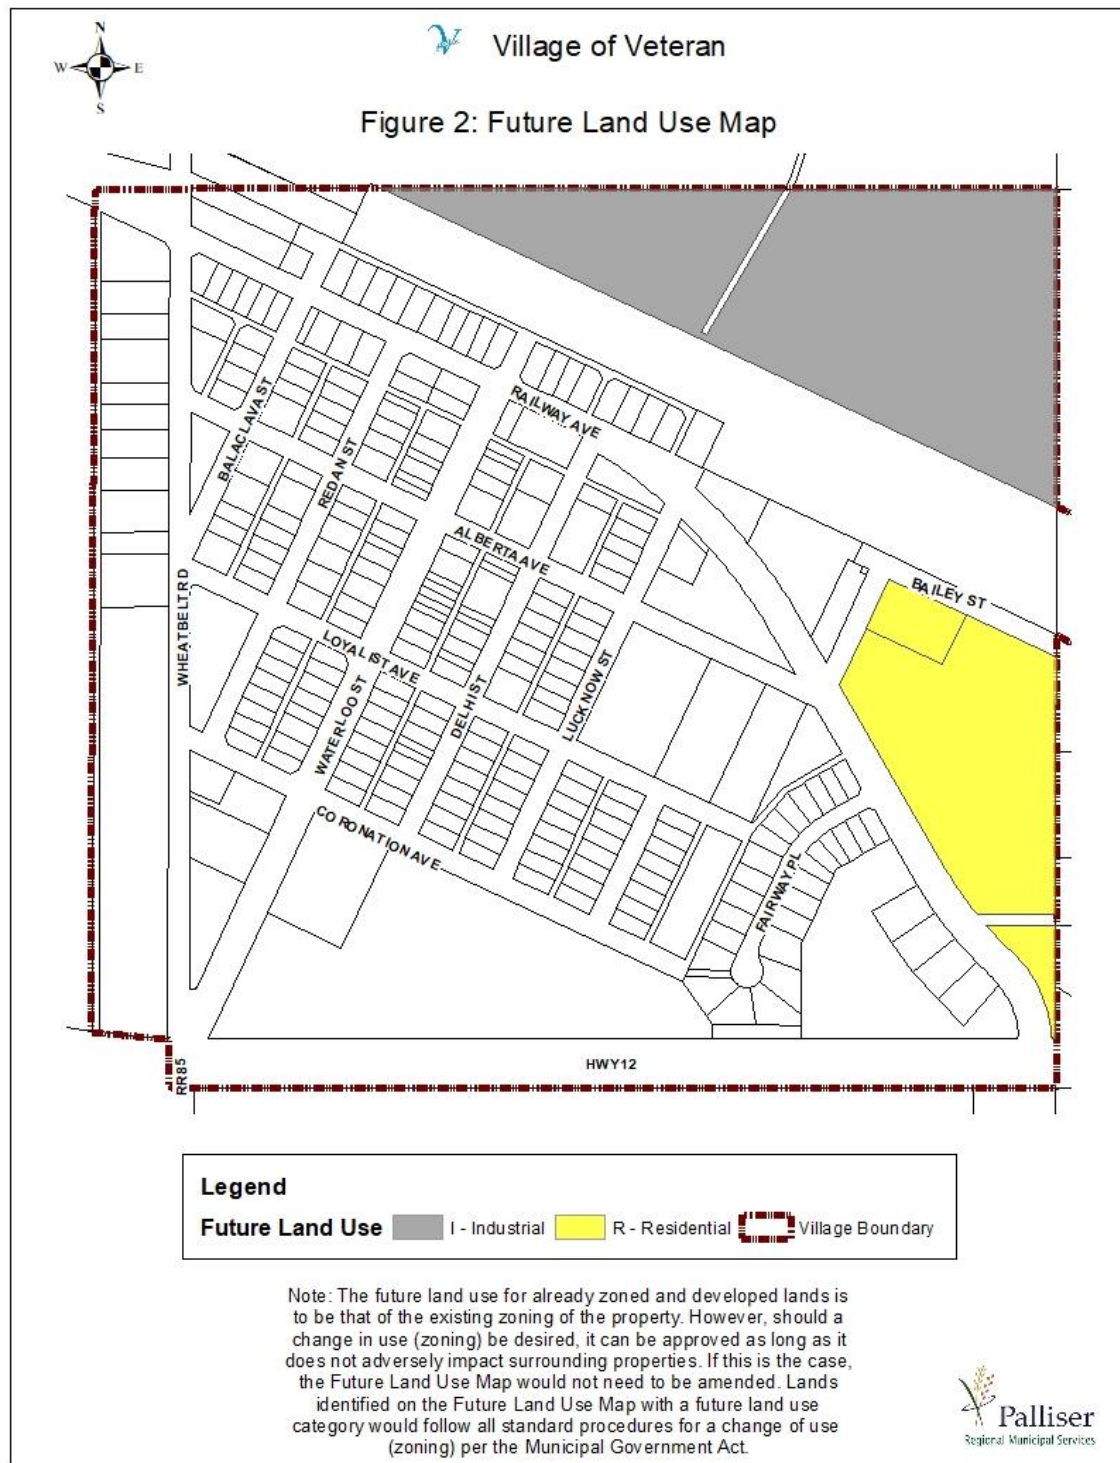 N
W E
S
Village of Veteran
Figure 2: Future Land Use Map
RAILWAY AVE
BALACLAVA ST
REDAN ST
ALBERTA AVE
BAILEY ST
WHEATBELT RD
LOYALIST AVE
WATERLOO ST
DELHI ST
LUCKNOW ST
CORONATION AVE
FAIRWAY PL
HWY12
RR85
Legend
Future Land Use I - Industrial R - Residential Village Boundary
Note: The future land use for already zoned and developed lands is
to be that of the existing zoning of the property. However, should a
change in use (zoning) be desired, it can be approved as long as it
does not adversely impact surrounding properties. If this is the case,
the Future Land Use Map would not need to be amended. Lands
identified on the Future Land Use Map with a future land use
category would follow all standard procedures for a change of use
(zoning) per the Municipal Government Act.
Palliser
Regional Municipal Services